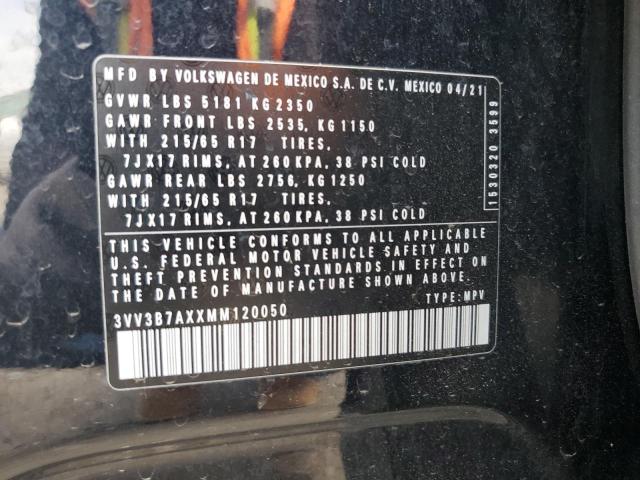 MFD BY VOLKSWAGEN DE MEXICO S.A. DE C.V. MEXICO 04/21
GVWR LBS 5181 KG 2350
GAWR FRONT LBS 2535, KG 1150
WITH 215/65 R17 TIRES,
7JX17 RIMS, AT 260 KPA, 38 PSI COLD
GAWR REAR LBS 2756, KG 1250
WITH 215/65 R17 TIRES,
7JX17 RIMS, AT 260 KPA, 38 PSI COLD
1530320 3599
THIS VEHICLE CONFORMS TO ALL APPLICABLE
U.S. FEDERAL MOTOR VEHICLE SAFETY AND
THEFT PREVENTION STANDARDS IN EFFECT ON
THE DATE OF MANUFACTURE SHOWN ABOVE.
3VV3B7AXXMM120050 TYPE: MPV